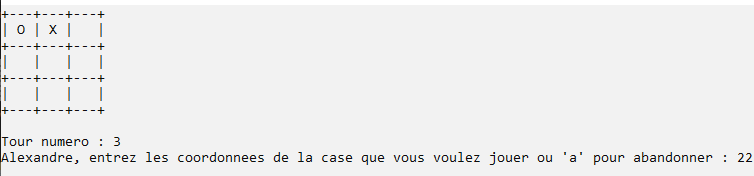 +---+---+---+
| O | X |   |
+---+---+---+
|   |   |   |
+---+---+---+
|   |   |   |
+---+---+---+
Tour numero : 3
Alexandre, entrez les coordonnees de la case que vous voulez jouer ou 'a' pour abandonner : 22